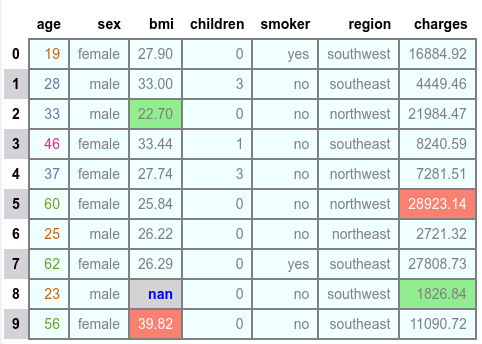 age sex bmi children smoker region charges
0 19 female 27.90 0 yes southwest 16884.92
1 28 male 33.00 3 no southeast 4449.46
2 33 male 22.70 0 no northwest 21984.47
3 46 female 33.44 1 no southeast 8240.59
4 37 female 27.74 3 no northwest 7281.51
5 60 female 25.84 0 no northwest 28923.14
6 25 male 26.22 0 no northeast 2721.32
7 62 female 26.29 0 yes southeast 27808.73
8 23 male nan 0 no southwest 1826.84
9 56 female 39.82 0 no southeast 11090.72